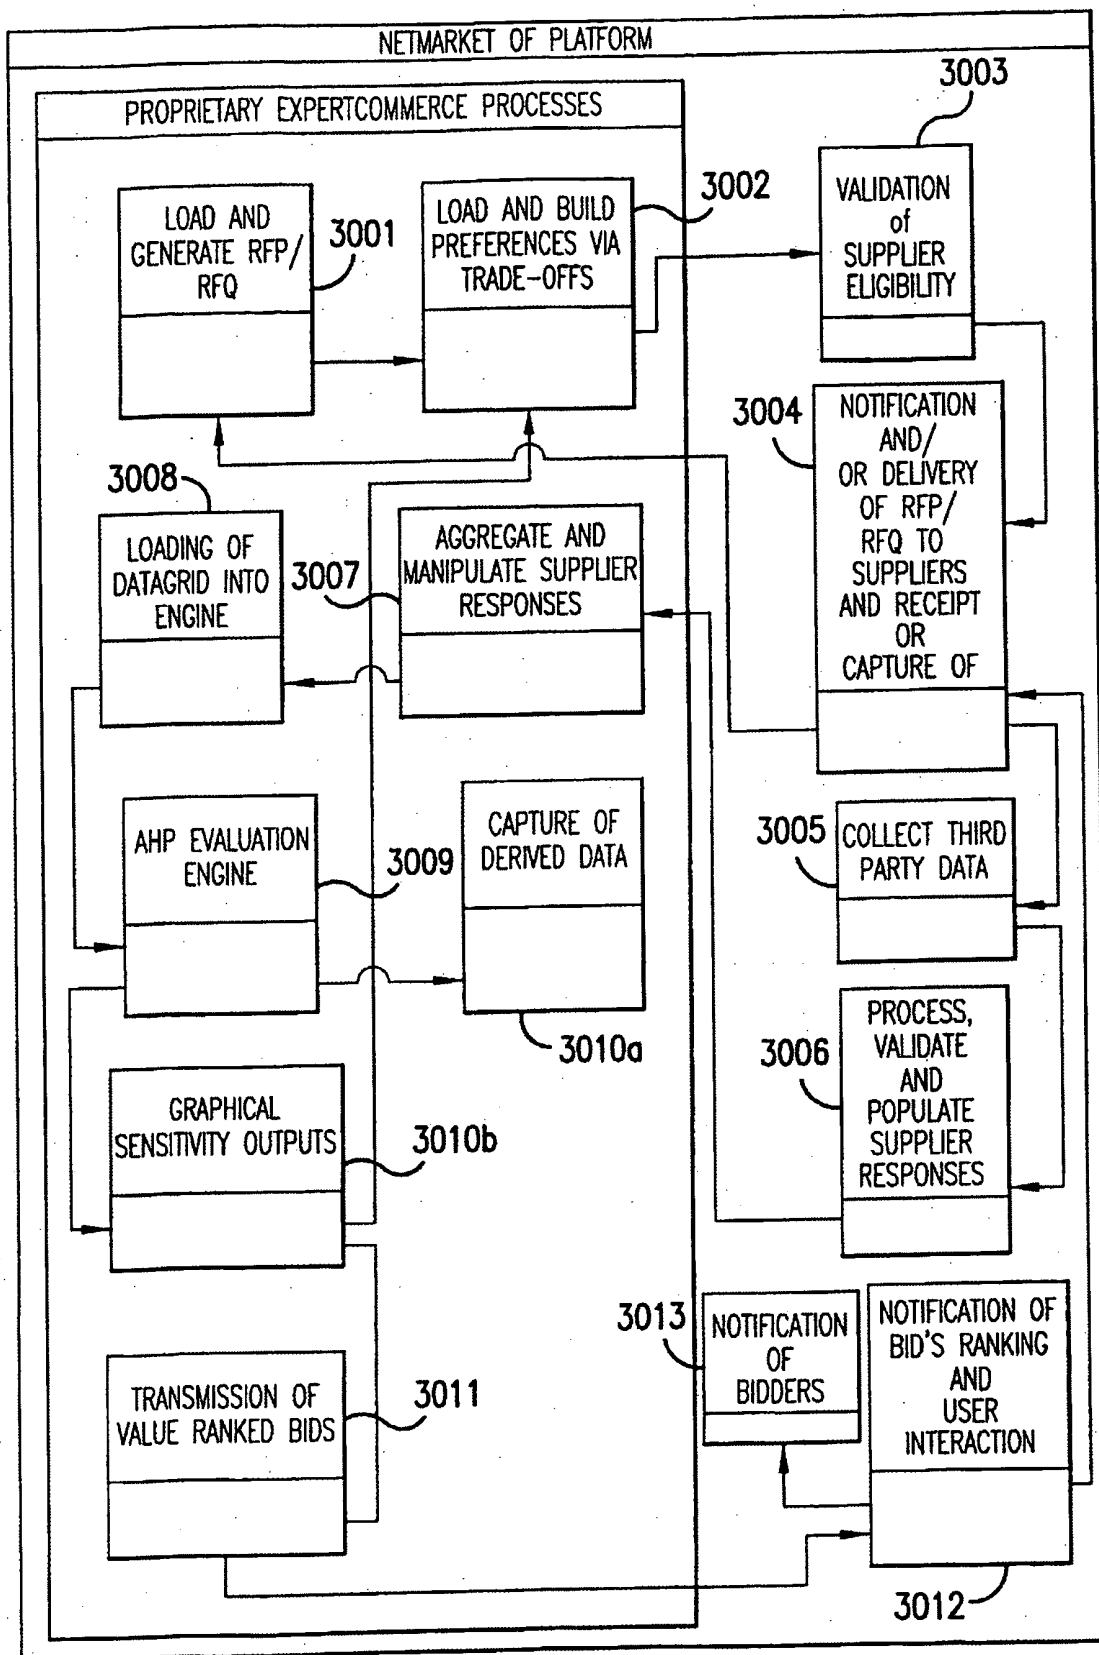 NETMARKET OF PLATFORM
PROPRIETARY EXPERTCOMMERCE PROCESSES
LOAD AND
GENERATE RFP/
RFQ
3001
LOAD AND BUILD
PREFERENCES VIA
TRADE-OFFS
3002
3003
VALIDATION
of
SUPPLIER
ELIGIBILITY
3004
NOTIFICATION
AND/
OR DELIVERY
OF RFP/
RFQ TO
SUPPLIERS
AND RECEIPT
OR
CAPTURE OF
3008
LOADING OF
DATAGRID INTO
ENGINE
3007
AGGREGATE AND
MANIPULATE SUPPLIER
RESPONSES
AHP EVALUATION
ENGINE
3009
CAPTURE OF
DERIVED DATA
3010a
3005
COLLECT THIRD
PARTY DATA
3006
PROCESS,
VALIDATE
AND
POPULATE
SUPPLIER
RESPONSES
GRAPHICAL
SENSITIVITY OUTPUTS
3010b
TRANSMISSION OF
VALUE RANKED BIDS
3011
3013
NOTIFICATION
OF
BIDDERS
NOTIFICATION OF
BID'S RANKING
AND
USER
INTERACTION
3012